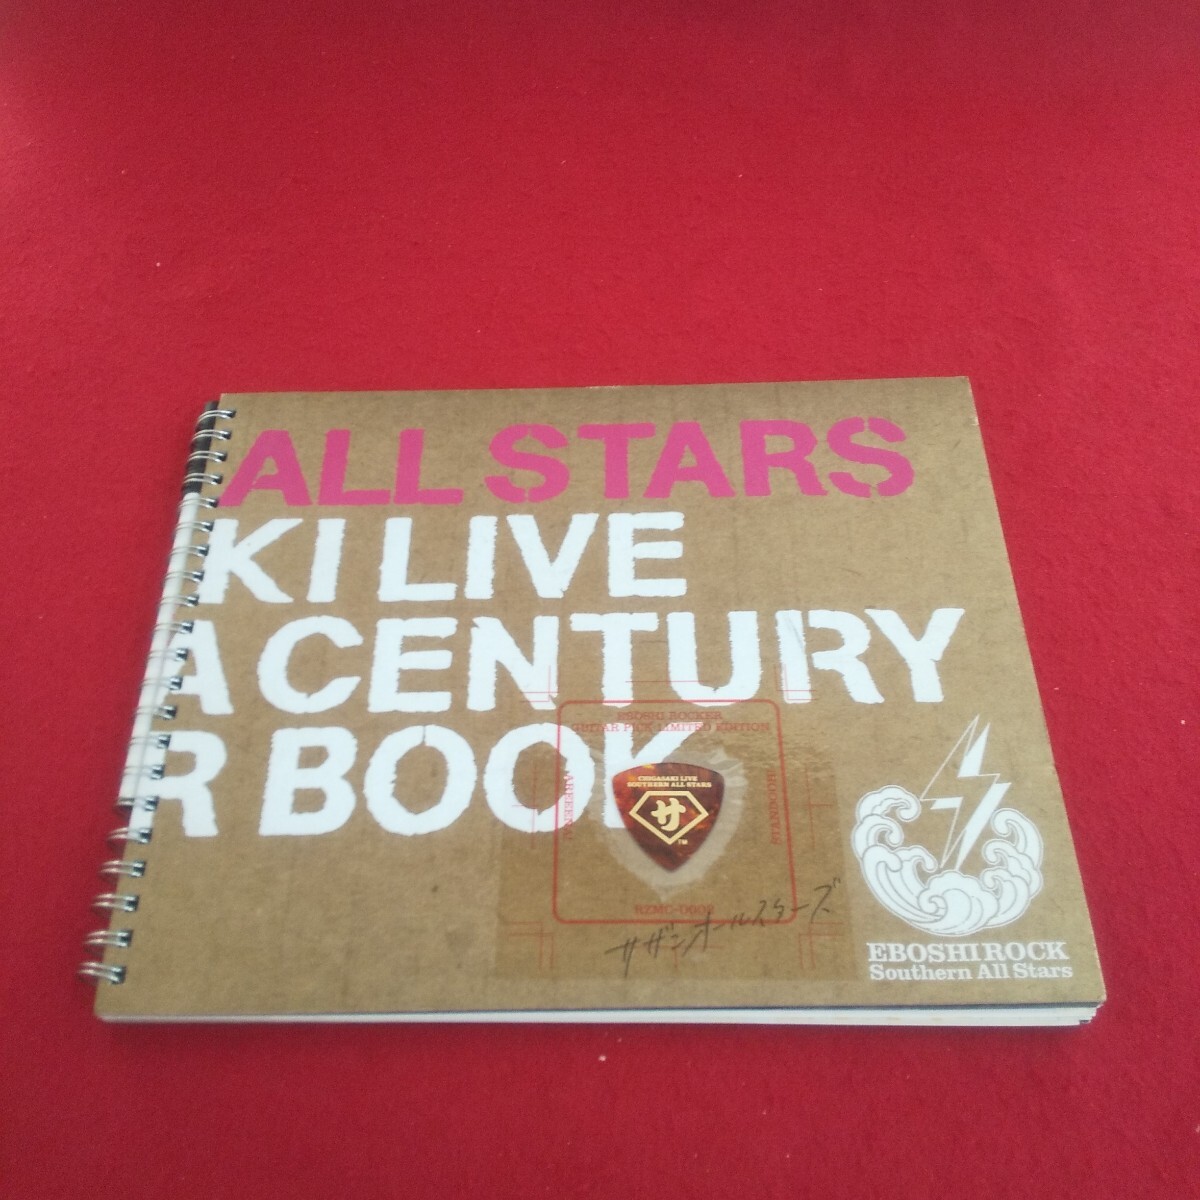 ALL STARS
KI LIVE
A CENTURY
R BOOK
EBOSHI ROCKER
GUITAR PICK LIMITED EDITION
CHIGASAKI LIVE
SOUTHERN ALL STARS
サ
TM
サザンオールスターズ
EBOSHI ROCK
Southern All Stars